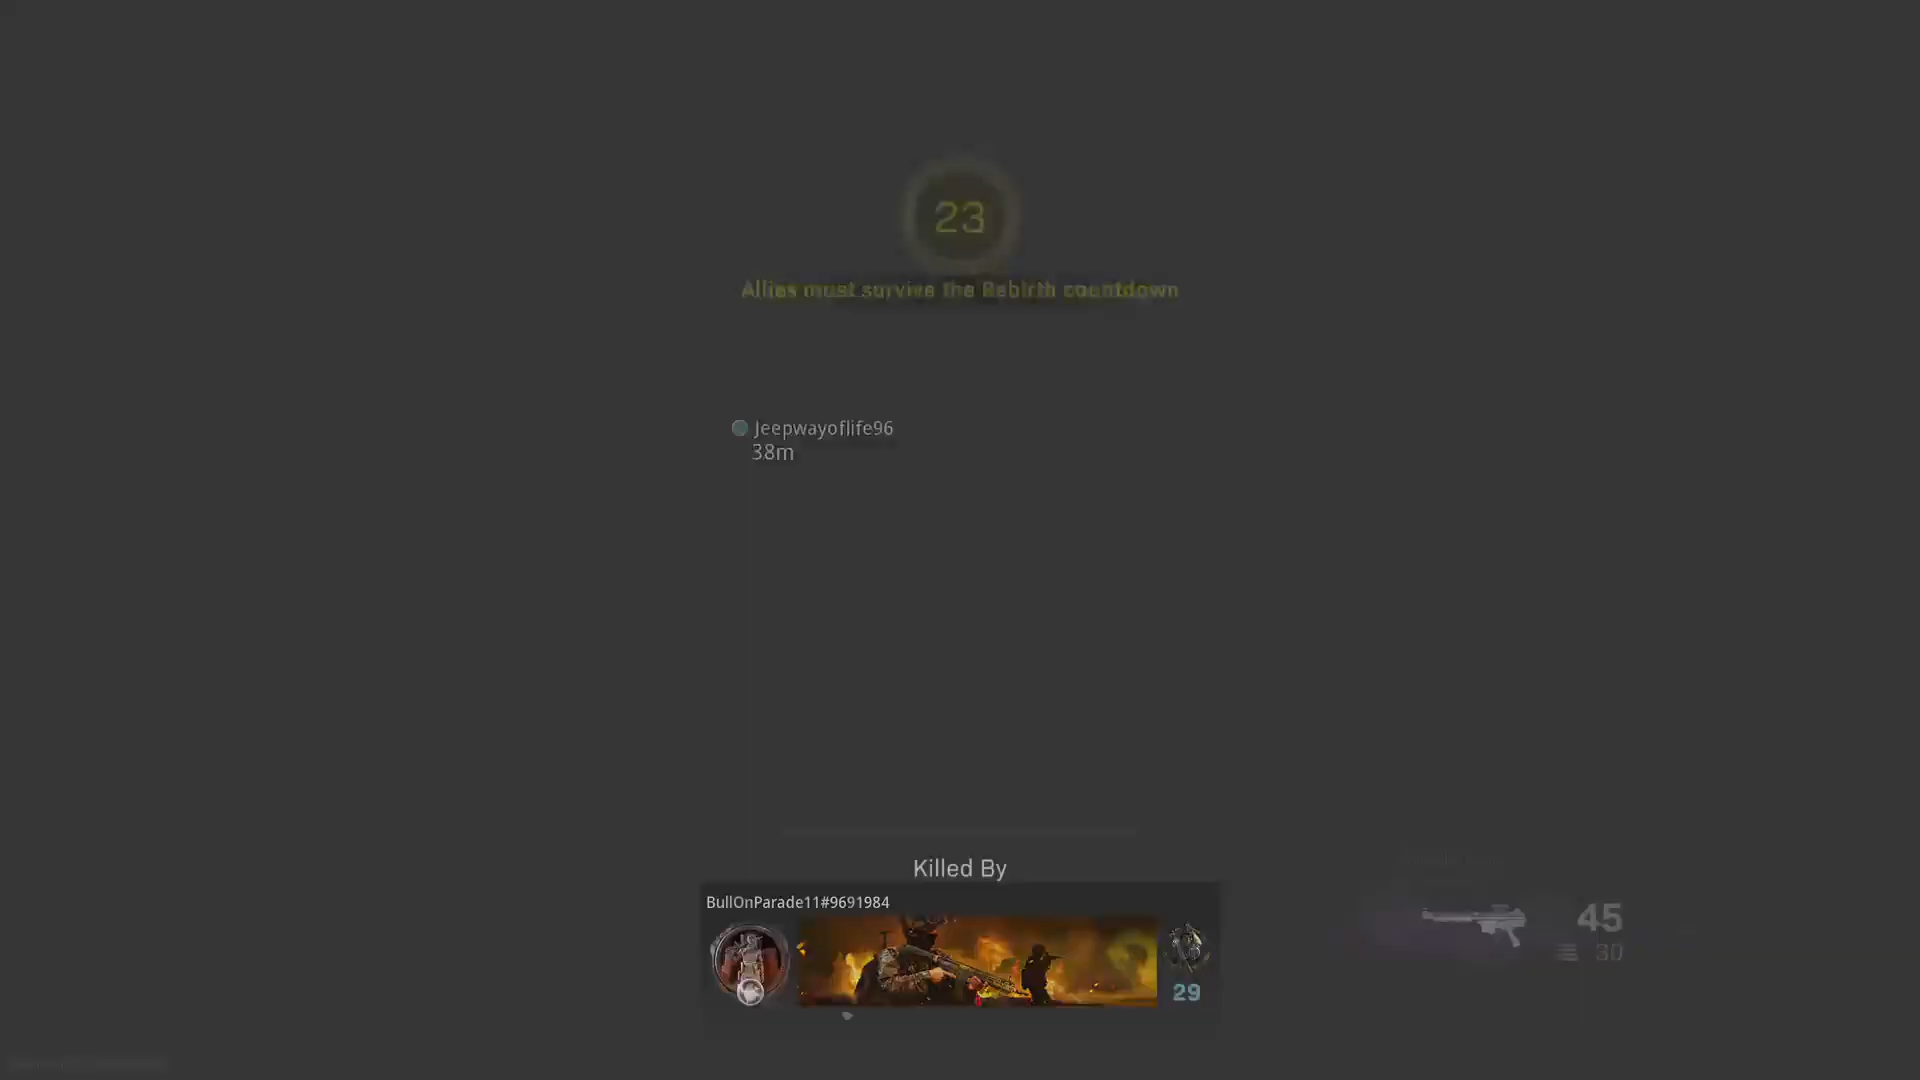 23
Allies must survive the Rebirth countdown
Jeepwayoflife96
38m
Killed By
BullOnParade11#9691984
29
45
30